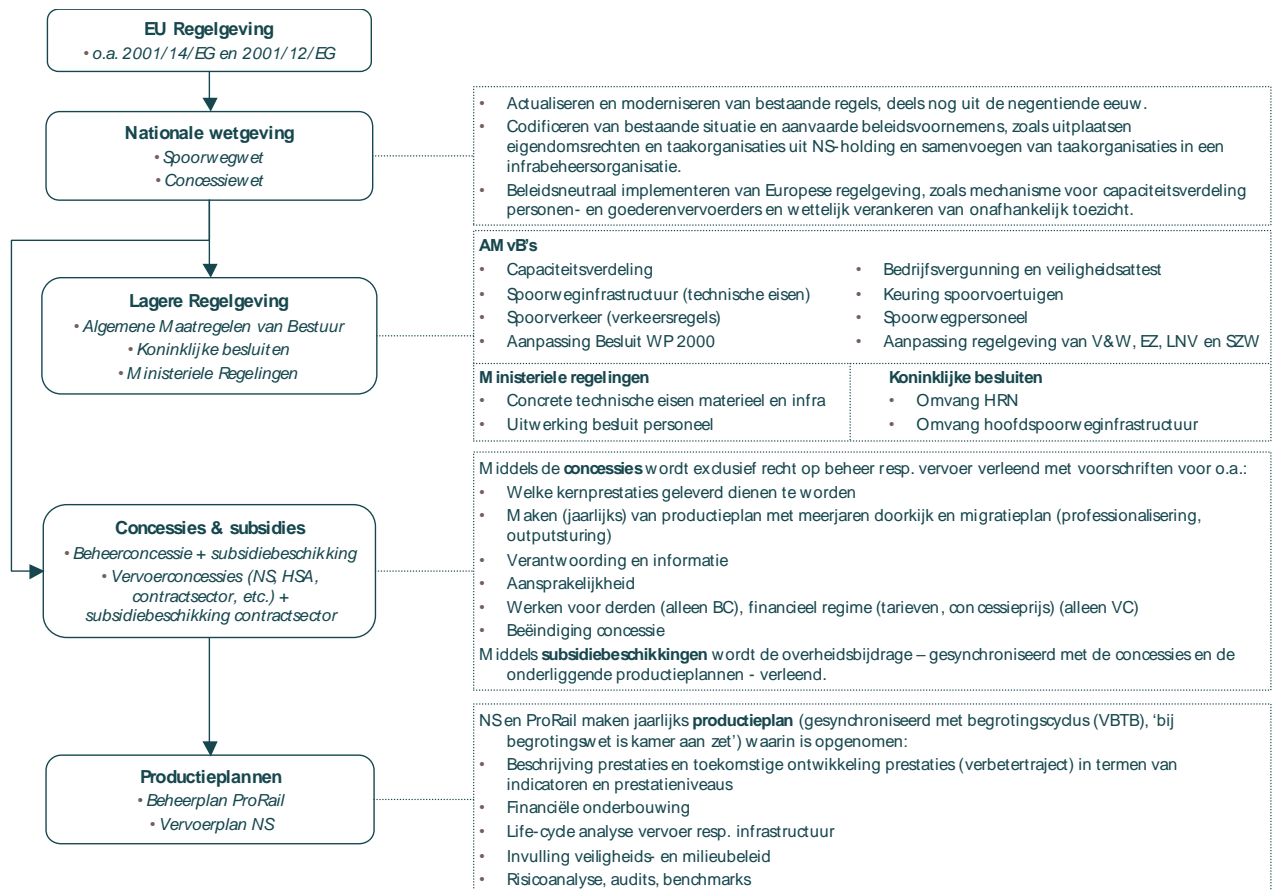 EU Regelgeving
• o.a. 2001/14/EG en 2001/12/EG
Nationale wetgeving
• Spoorwegwet
• Concessiewet
• Actualiseren en moderniseren van bestaande regels, deels nog uit de negentiende eeuw.
• Codificeren van bestaande situatie en aanvaarde beleidsvoornemens, zoals uitplaatsen
eigendomsrechten en taakorganisaties uit NS-holding en samenvoegen van taakorganisaties in een
infrabeheersorganisatie.
• Beleidsneutraal implementeren van Europese regelgeving, zoals mechanisme voor capaciteitsverdeling
personen- en goederenvervoerders en wettelijk verankeren van onafhankelijk toezicht.
Lagere Regelgeving
• Algemene Maatregelen van Bestuur
• Koninklijke besluiten
• Ministeriele Regelingen
AMvB's
• Capaciteitsverdeling
• Spoorweginfrastructuur (technische eisen)
• Spoorverkeer (verkeersregels)
• Aanpassing Besluit WP 2000
• Bedrijfsvergunning en veiligheidsattest
• Keuring spoorvoertuigen
• Spoorwegpersoneel
• Aanpassing regelgeving van V&W, EZ, LNV en SZW
Ministeriele regelingen
• Concrete technische eisen materieel en infra
• Uitwerking besluit personeel
Koninklijke besluiten
• Omvang HRN
• Omvang hoofdspoorweginfrastructuur
Concessies & subsidies
• Beheerconcessie + subsidiebeschikking
• Vervoerconcessies (NS, HSA,
contractsector, etc.) +
subsidiebeschikking contractsector
Middels de concessies wordt exclusief recht op beheer resp. vervoer verleend met voorschriften voor o.a.:
• Welke kernprestaties geleverd dienen te worden
• Maken (jaarlijks) van productieplan met meerjaren doorkijk en migratieplan (professionalisering,
outputsturing)
• Verantwoording en informatie
• Aansprakelijkheid
• Werken voor derden (alleen BC), financieel regime (tarieven, concessieprijs) (alleen VC)
• Beëindiging concessie
Middels subsidiebeschikkingen wordt de overheidsbijdrage – gesynchroniseerd met de concessies en de
onderliggende productieplannen - verleend.
Productieplannen
• Beheerplan ProRail
• Vervoerplan NS
NS en ProRail maken jaarlijks productieplan (gesynchroniseerd met begrotingscyclus (VBTB), 'bij
begrotingswet is kamer aan zet') waarin is opgenomen:
• Beschrijving prestaties en toekomstige ontwikkeling prestaties (verbetertraject) in termen van
indicatoren en prestatieniveaus
• Financiële onderbouwing
• Life-cycle analyse vervoer resp. infrastructuur
• Invulling veiligheids- en milieubeleid
• Risicoanalyse, audits, benchmarks